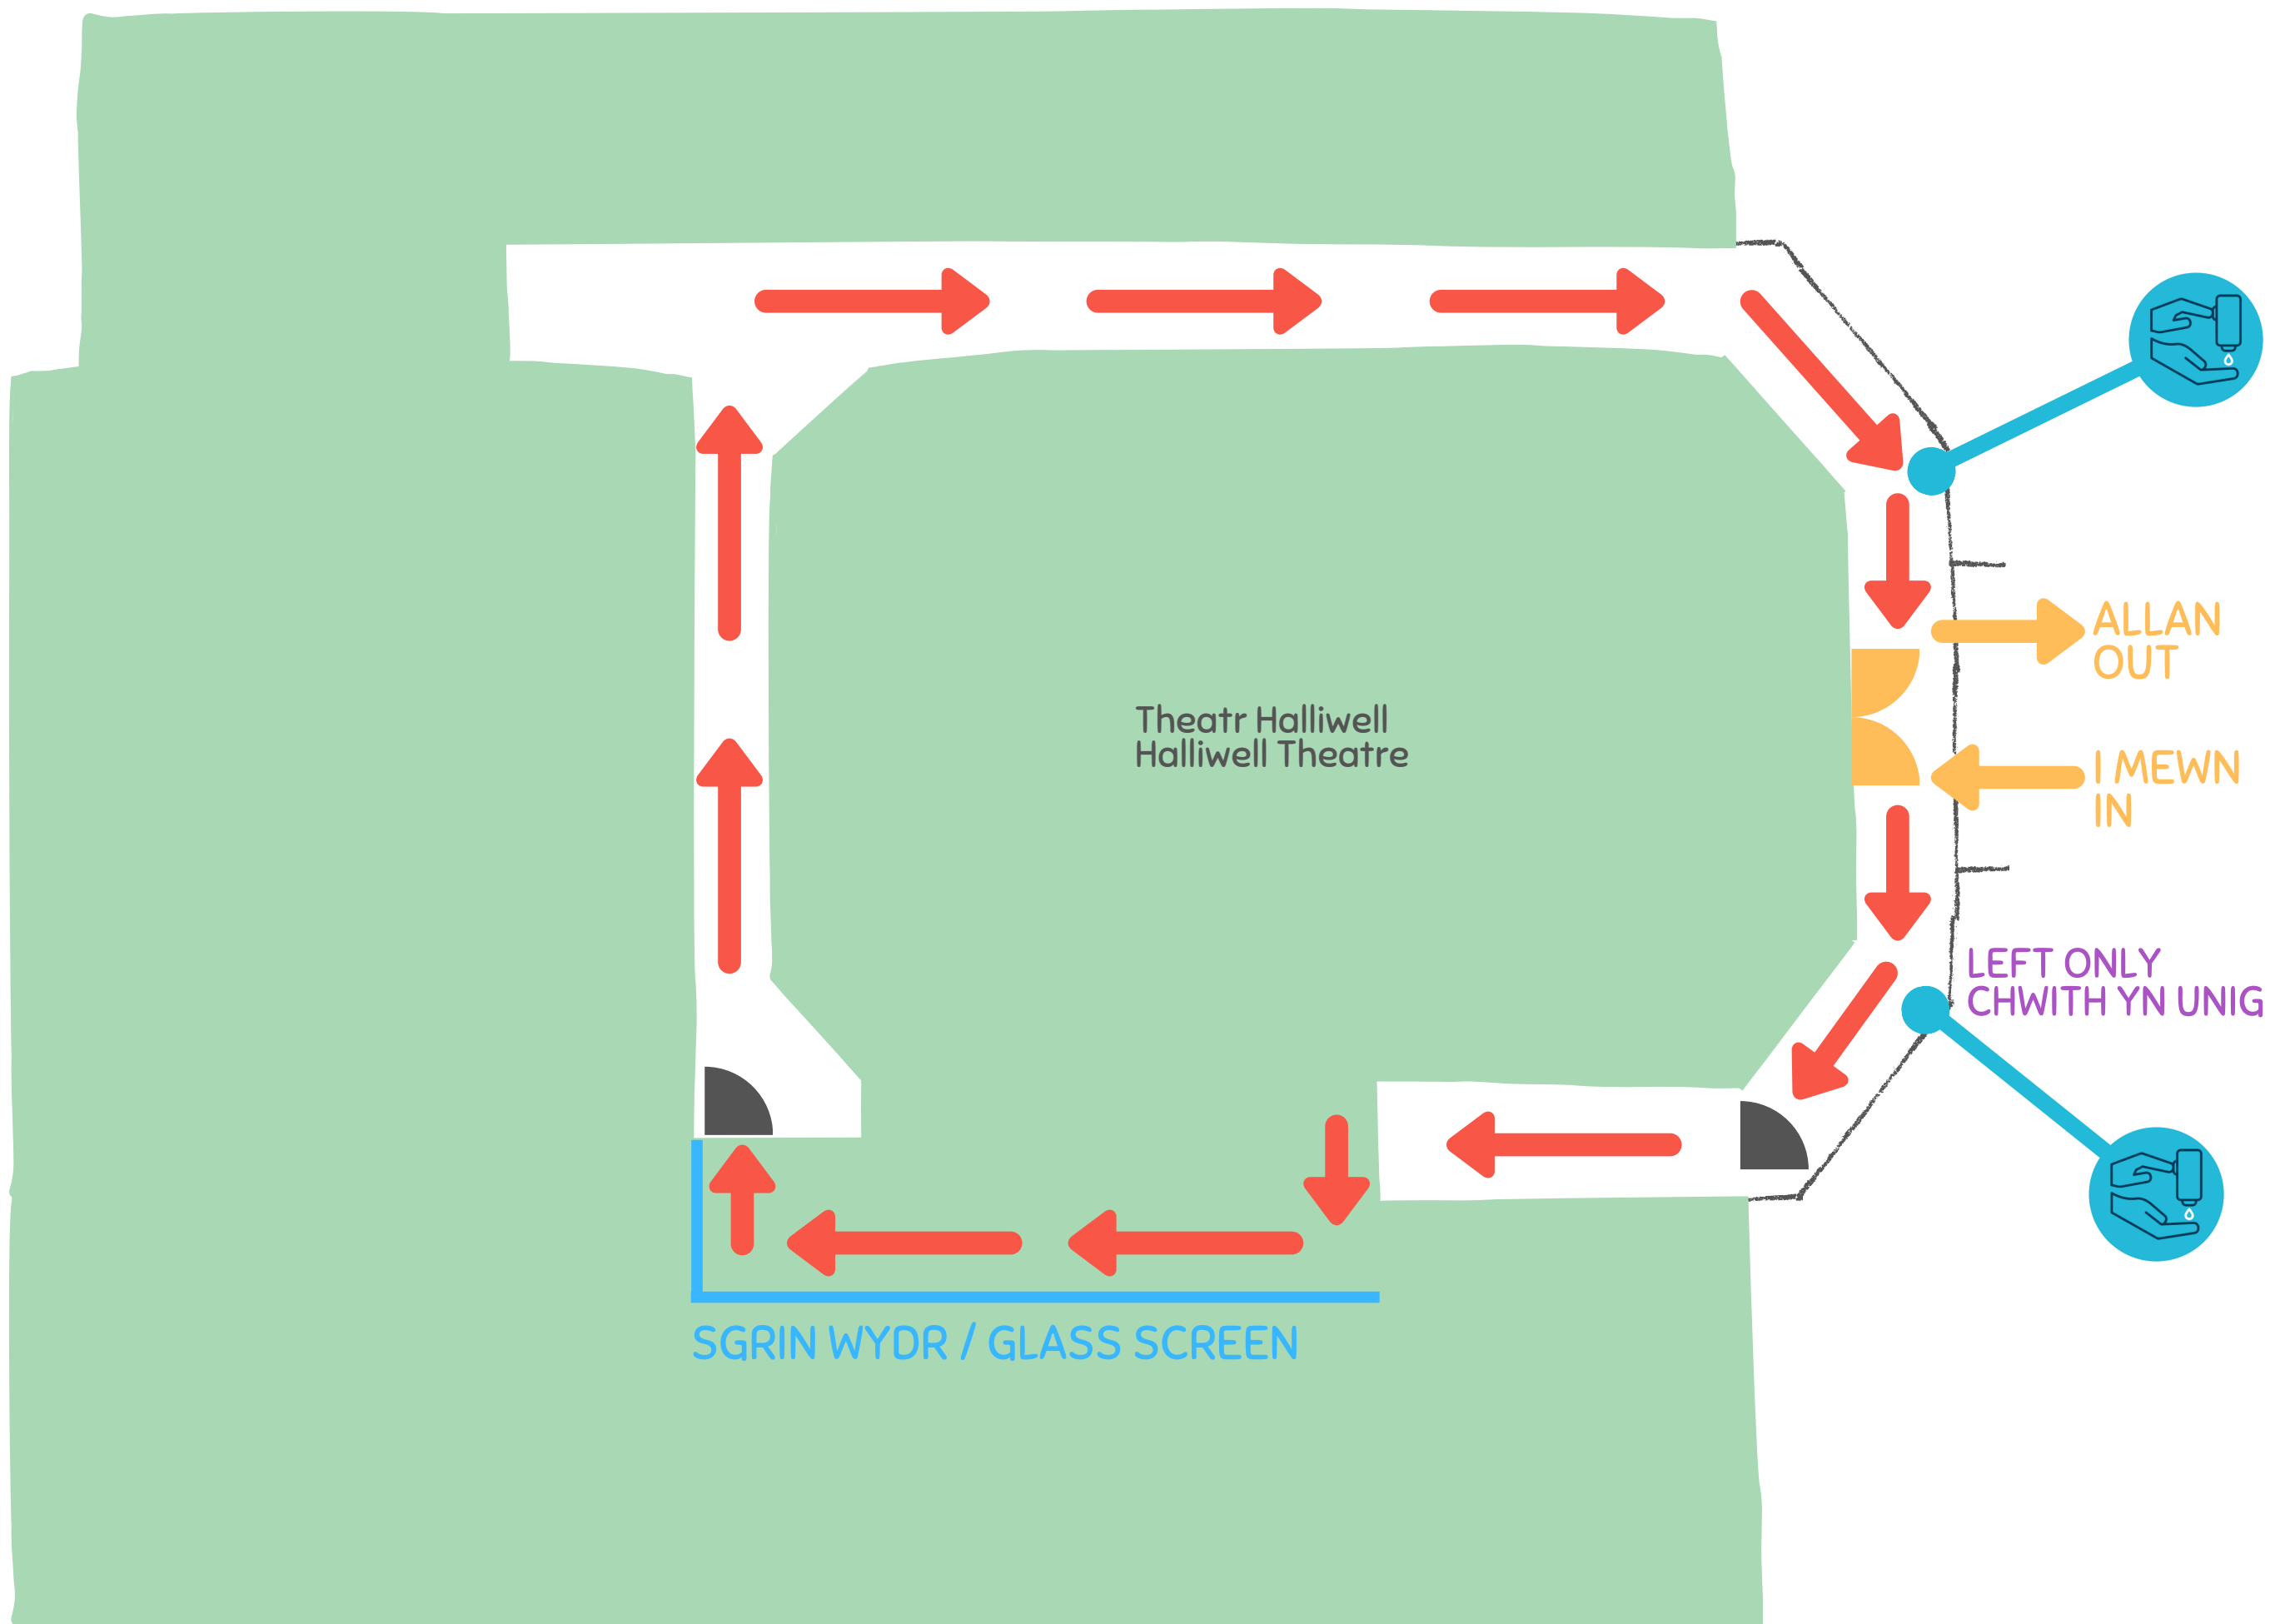 ALLAN
OUT
Theatr Halliwell
Halliwell Theatre
I MEWN
IN
LEFT ONLY
CHWITH YN UNIG
SGRIN WYDR / GLASS SCREEN